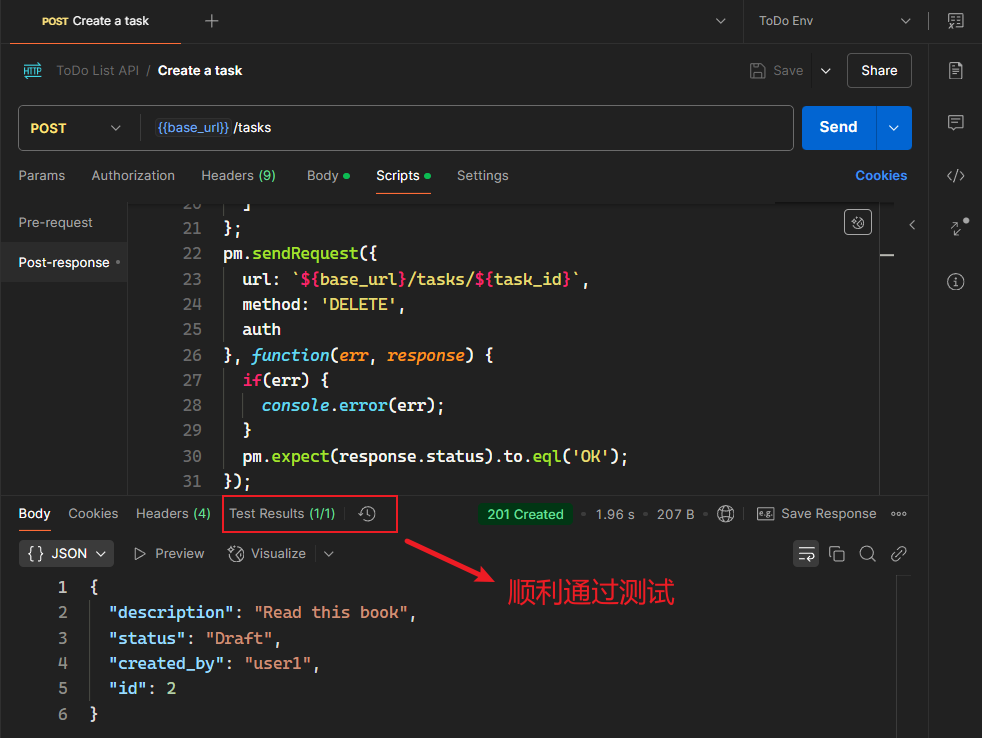 POST Create a task
ToDo Env
HTTP ToDo List API / Create a task
Save
Share
POST
{{base_url}}/tasks
Send
Params Authorization Headers (9) Body Scripts Settings Cookies
Pre-request
Post-response
20 ]
21 };
22 pm.sendRequest({
23 url: `${base_url}/tasks/${task_id}`,
24 method: 'DELETE',
25 auth
26 }, function(err, response) {
27 if(err) {
28 console.error(err);
29 }
30 pm.expect(response.status).to.eql('OK');
31 });
Body Cookies Headers (4) Test Results (1/1) 201 Created 1.96 s 207 B e.g. Save Response
{} JSON Preview Visualize
顺利通过测试
1 {
2 "description": "Read this book",
3 "status": "Draft",
4 "created_by": "user1",
5 "id": 2
6 }